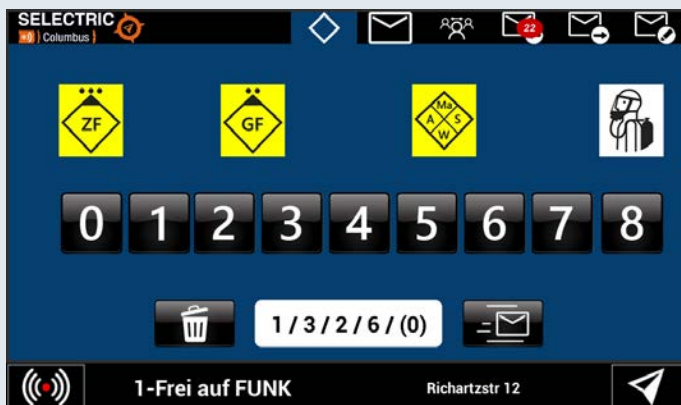 SELECTRIC
Columbus
22
ZF
GF
Ma
A S
W
0 1 2 3 4 5 6 7 8
1 / 3 / 2 / 6 / (0)
1-Frei auf FUNK
Richartzstr 12